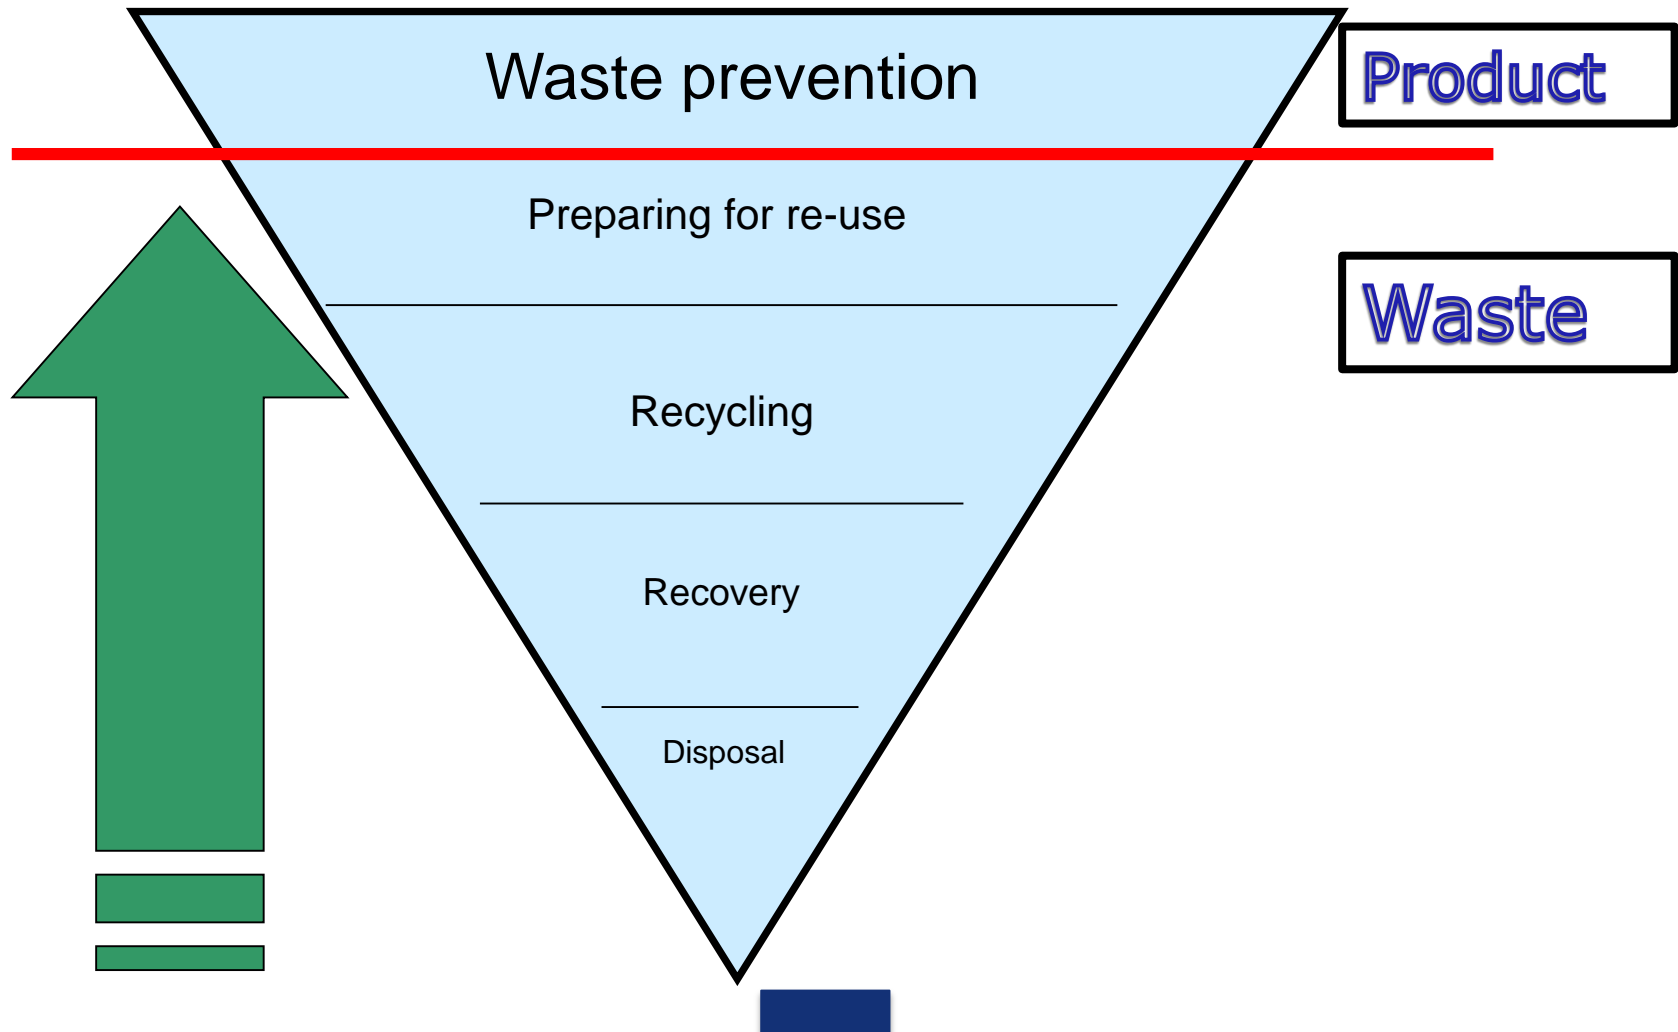 Waste prevention
Product
Preparing for re-use
Waste
Recycling
Recovery
Disposal